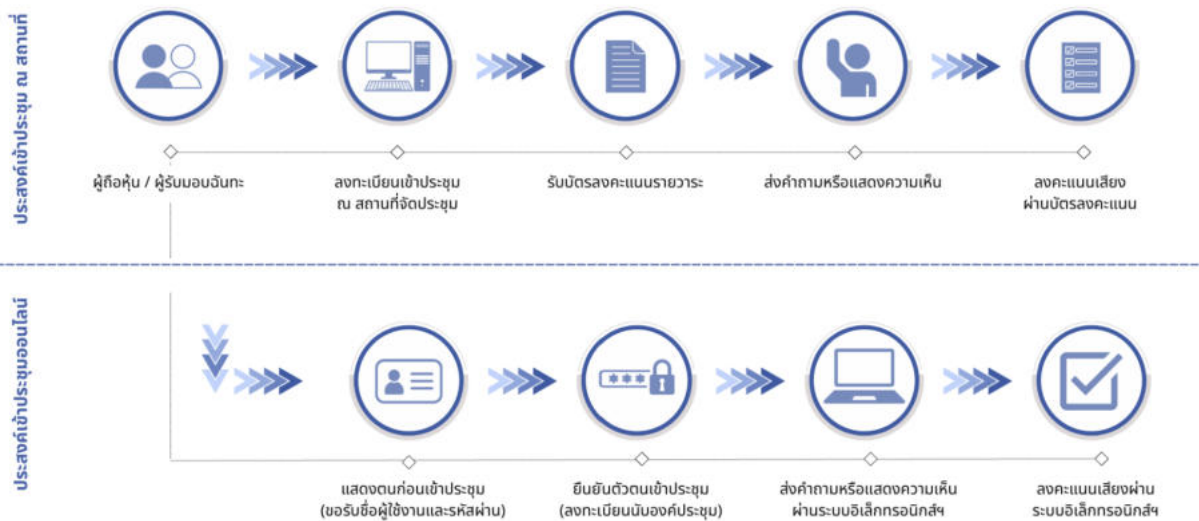 ประสงค์เข้าประชุม ณ สถานที่
ผู้ถือหุ้น / ผู้รับมอบฉันทะ
ลงทะเบียนเข้าประชุม
ณ สถานที่จัดประชุม
รับบัตรลงคะแนนรายวาระ
ส่งคำถามหรือแสดงความเห็น
ลงคะแนนเสียง
ผ่านบัตรลงคะแนน
ประสงค์เข้าประชุมออนไลน์
แสดงตนก่อนเข้าประชุม
(ขอรับชื่อผู้ใช้งานและรหัสผ่าน)
ยืนยันตัวตนเข้าประชุม
(ลงทะเบียนนับองค์ประชุม)
ส่งคำถามหรือแสดงความเห็น
ผ่านระบบอิเล็กทรอนิกส์ฯ
ลงคะแนนเสียงผ่าน
ระบบอิเล็กทรอนิกส์ฯ